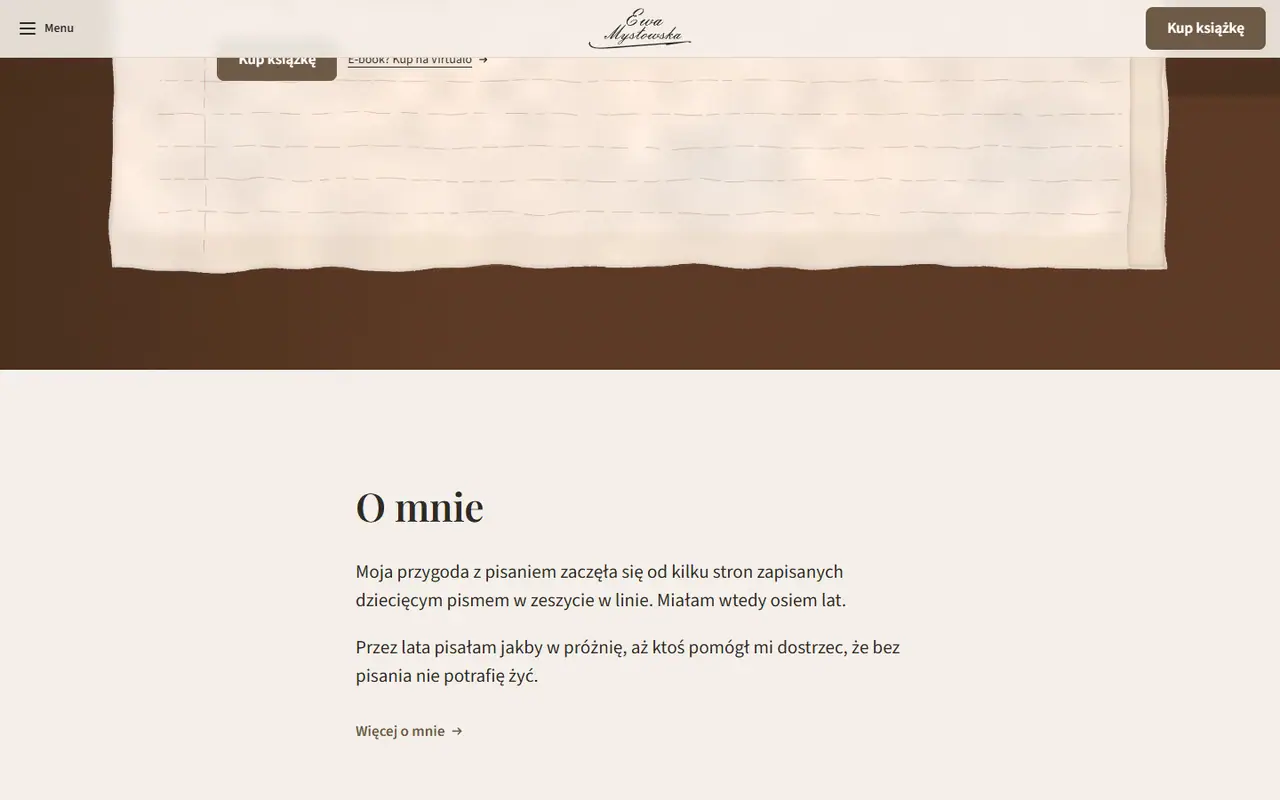 Menu
Ewa
Mysłowska
Kup książkę
Kup książkę
E-book? Kup na Virtualo →
O mnie
Moja przygoda z pisaniem zaczęła się od kilku stron zapisanych
dziecięcym pismem w zeszycie w linie. Miałam wtedy osiem lat.
Przez lata pisałam jakby w próżnię, aż ktoś pomógł mi dostrzec, że bez
pisania nie potrafię żyć.
Więcej o mnie →